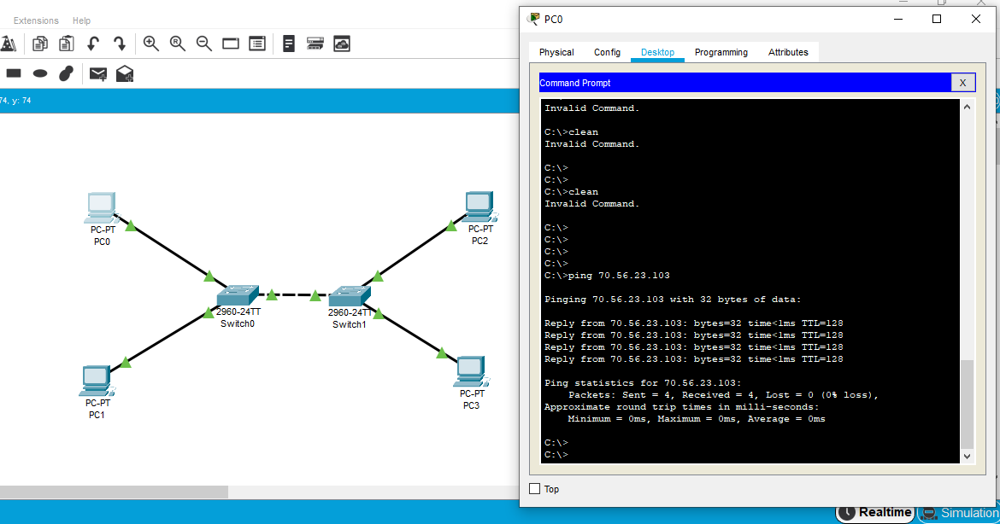 Extensions Help
74, y: 74
PC-PT
PC0
PC-PT
PC2
2960-24TT
Switch0
2960-24TT
Switch1
PC-PT
PC1
PC-PT
PC3
PC0
Physical Config Desktop Programming Attributes
Command Prompt X
Invalid Command.
C:\>clean
Invalid Command.
C:\>
C:\>
C:\>clean
Invalid Command.
C:\>
C:\>
C:\>
C:\>
C:\>ping 70.56.23.103
Pinging 70.56.23.103 with 32 bytes of data:
Reply from 70.56.23.103: bytes=32 time<1ms TTL=128
Reply from 70.56.23.103: bytes=32 time<1ms TTL=128
Reply from 70.56.23.103: bytes=32 time<1ms TTL=128
Reply from 70.56.23.103: bytes=32 time<1ms TTL=128
Ping statistics for 70.56.23.103:
Packets: Sent = 4, Received = 4, Lost = 0 (0% loss),
Approximate round trip times in milli-seconds:
Minimum = 0ms, Maximum = 0ms, Average = 0ms
C:\>
C:\>
Top
Realtime Simulation